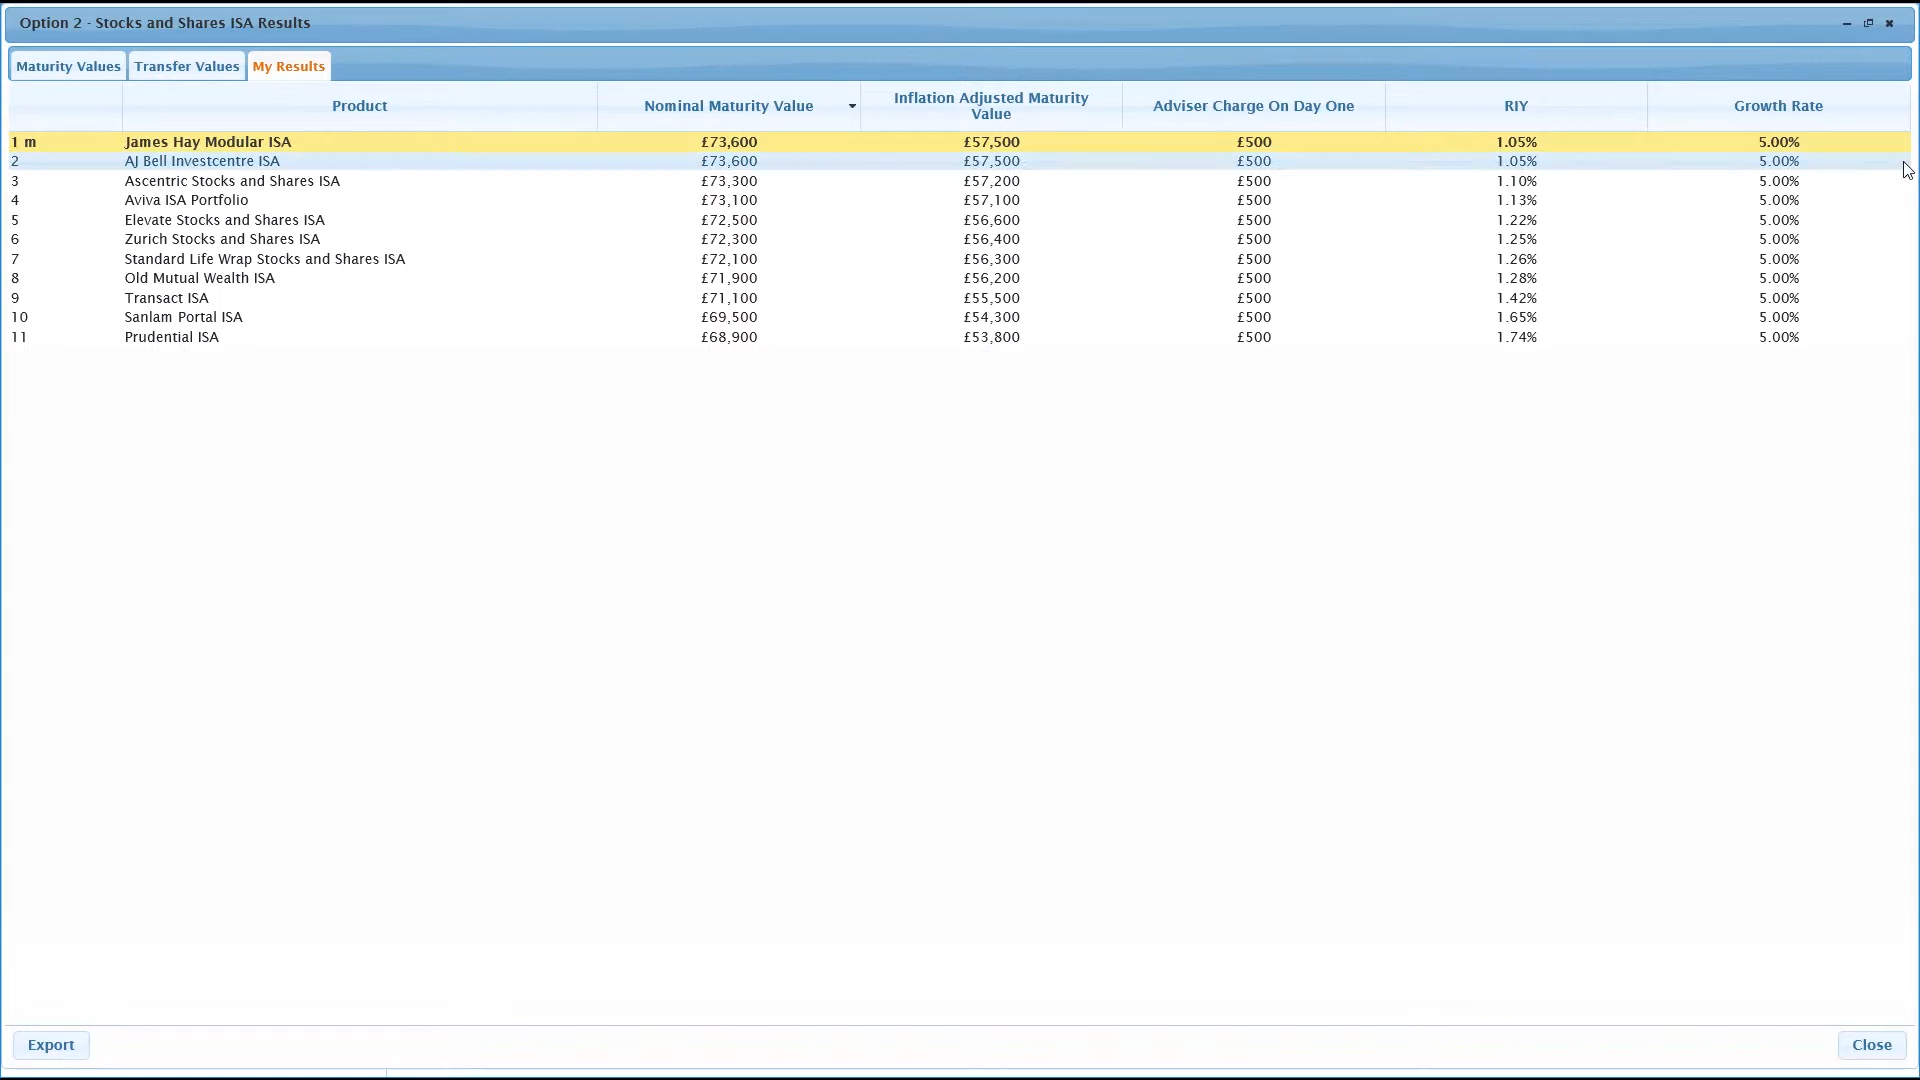 Option 2 - Stocks and Shares ISA Results
Maturity Values Transfer Values My Results
Product Nominal Maturity Value Inflation Adjusted Maturity Value Adviser Charge On Day One RIY Growth Rate
1 m James Hay Modular ISA £73,600 £57,500 £500 1.05% 5.00%
2 AJ Bell Investcentre ISA £73,600 £57,500 £500 1.05% 5.00%
3 Ascentric Stocks and Shares ISA £73,300 £57,200 £500 1.10% 5.00%
4 Aviva ISA Portfolio £73,100 £57,100 £500 1.13% 5.00%
5 Elevate Stocks and Shares ISA £72,500 £56,600 £500 1.22% 5.00%
6 Zurich Stocks and Shares ISA £72,300 £56,400 £500 1.25% 5.00%
7 Standard Life Wrap Stocks and Shares ISA £72,100 £56,300 £500 1.26% 5.00%
8 Old Mutual Wealth ISA £71,900 £56,200 £500 1.28% 5.00%
9 Transact ISA £71,100 £55,500 £500 1.42% 5.00%
10 Sanlam Portal ISA £69,500 £54,300 £500 1.65% 5.00%
11 Prudential ISA £68,900 £53,800 £500 1.74% 5.00%
Export Close